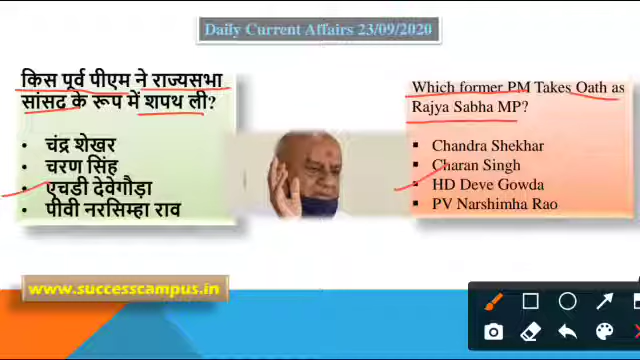 Daily Current Affairs 23/09/2020
किस पूर्व पीएम ने राज्यसभा
सांसद के रूप में शपथ ली?
• चंद्र शेखर
• चरण सिंह
• एचडी देवेगौड़ा
• पीवी नरसिम्हा राव
Which former PM Takes Oath as
Rajya Sabha MP?
▪ Chandra Shekhar
▪ Charan Singh
▪ HD Deve Gowda
▪ PV Narshimha Rao
www.successcampus.in